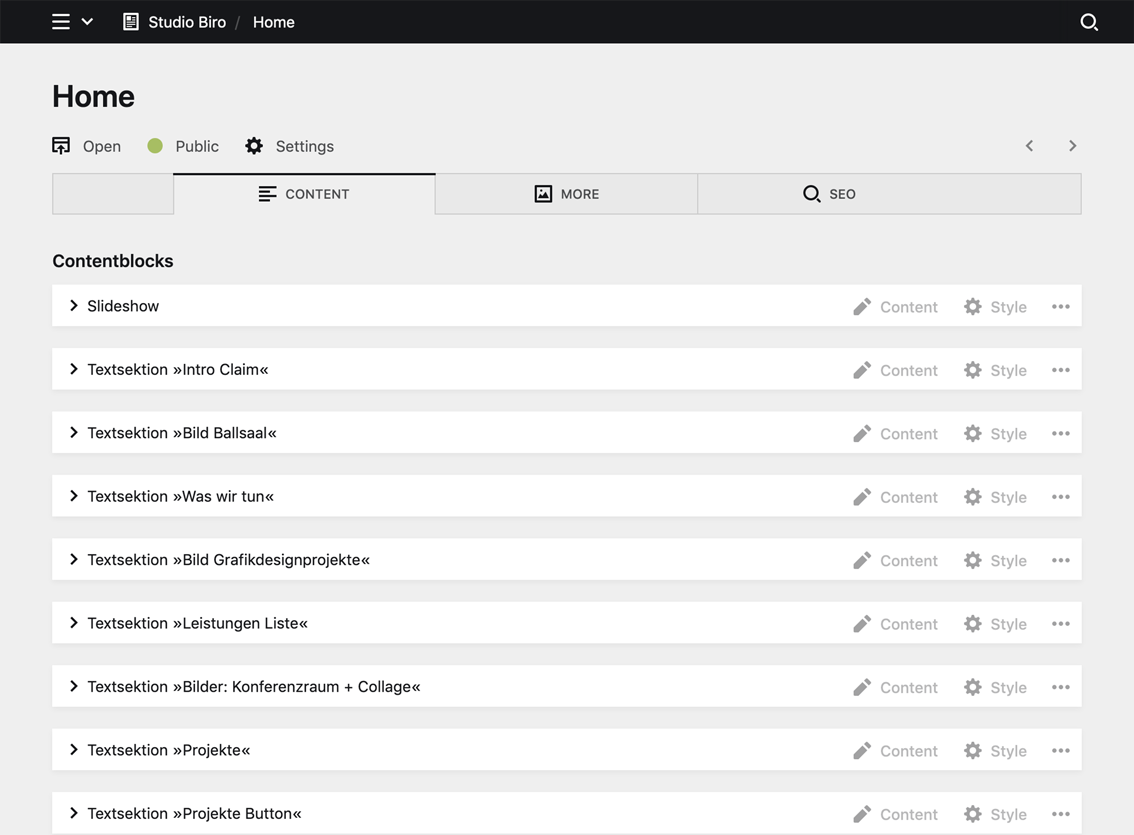 Studio Biro / Home
Home
Open Public Settings
CONTENT MORE SEO
Contentblocks
Slideshow Content Style
Textsektion »Intro Claim« Content Style
Textsektion »Bild Ballsaal« Content Style
Textsektion »Was wir tun« Content Style
Textsektion »Bild Grafikdesignprojekte« Content Style
Textsektion »Leistungen Liste« Content Style
Textsektion »Bilder: Konferenzraum + Collage« Content Style
Textsektion »Projekte« Content Style
Textsektion »Projekte Button« Content Style